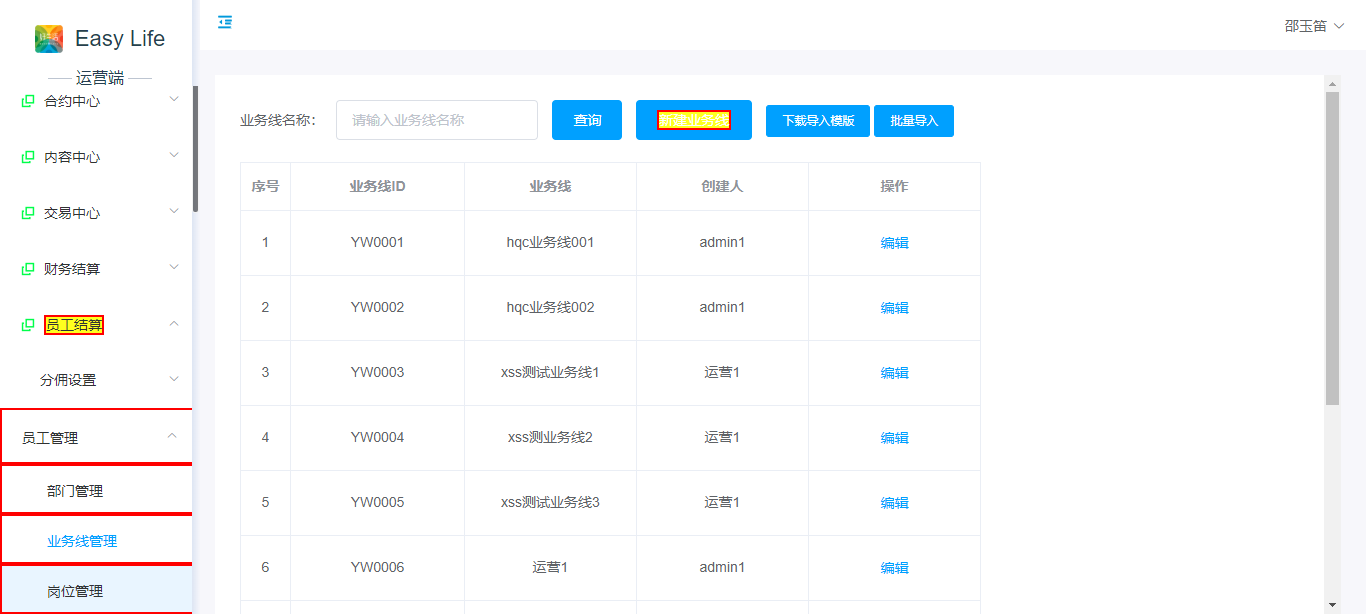 Easy Life
运营端
合约中心
内容中心
交易中心
财务结算
员工结算
分佣设置
员工管理
部门管理
业务线管理
岗位管理
邵玉笛
业务线名称: 请输入业务线名称 查询 新建业务线 下载导入模版 批量导入
序号 业务线ID 业务线 创建人 操作
1 YW0001 hqc业务线001 admin1 编辑
2 YW0002 hqc业务线002 admin1 编辑
3 YW0003 xss测试业务线1 运营1 编辑
4 YW0004 xss测业务线2 运营1 编辑
5 YW0005 xss测试业务线3 运营1 编辑
6 YW0006 运营1 admin1 编辑